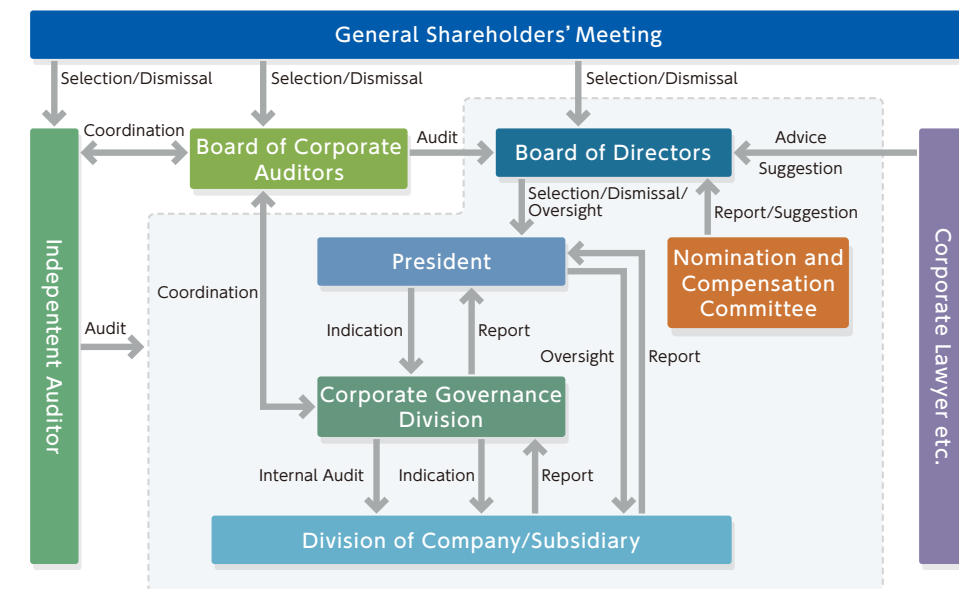 General Shareholders' Meeting
Selection/Dismissal
Selection/Dismissal
Selection/Dismissal
Coordination
Board of Corporate
Auditors
Audit
Board of Directors
Advice
Suggestion
Selection/Dismissal/
Oversight
Report/Suggestion
Indepentent Auditor
President
Nomination and
Compensation
Committee
Corporate Lawyer etc.
Coordination
Audit
Indication
Report
Oversight
Report
Corporate Governance
Division
Internal Audit
Indication
Report
Division of Company/Subsidiary